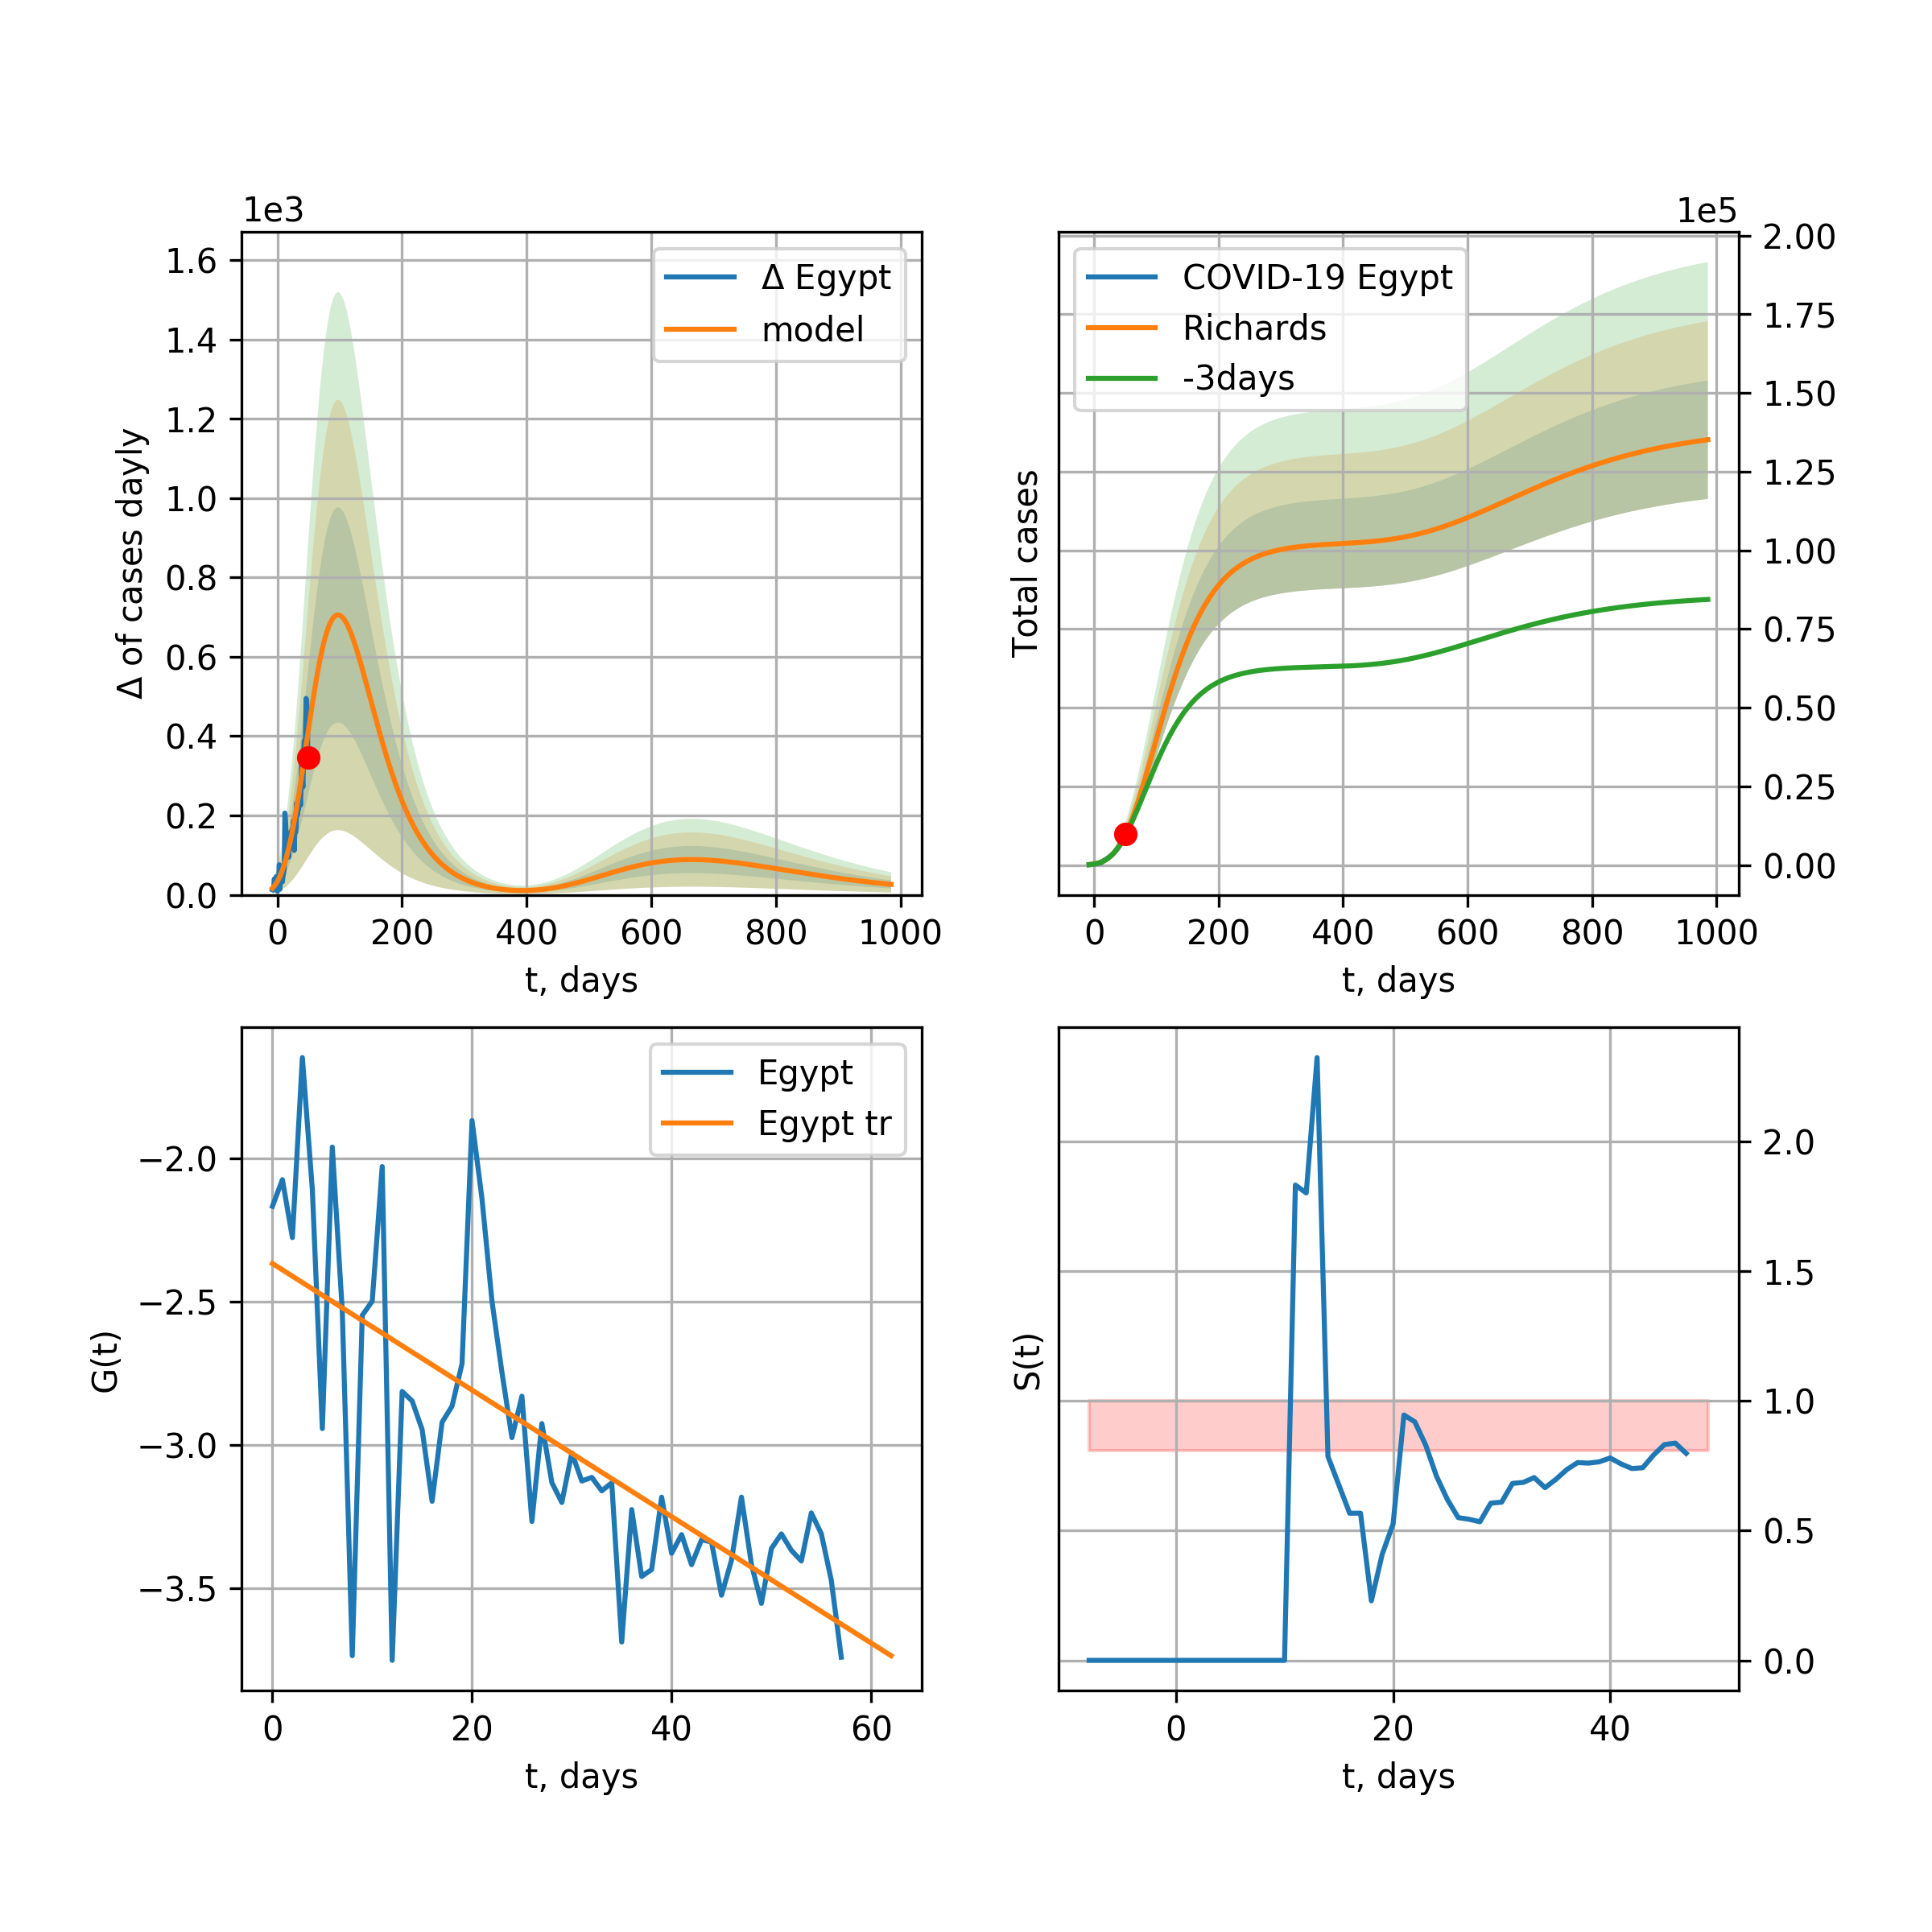 1e3
1.6
1.4
1.2
1.0
0.8
0.6
0.4
0.2
0.0
Δ of cases dayly
Δ Egypt
model
0 200 400 600 800 1000
t, days
1e5
2.00
1.75
1.50
1.25
1.00
0.75
0.50
0.25
0.00
Total cases
COVID-19 Egypt
Richards
-3days
0 200 400 600 800 1000
t, days
−2.0
−2.5
−3.0
−3.5
G(t)
Egypt
Egypt tr
0 20 40 60
t, days
2.0
1.5
1.0
0.5
0.0
S(t)
0 20 40
t, days